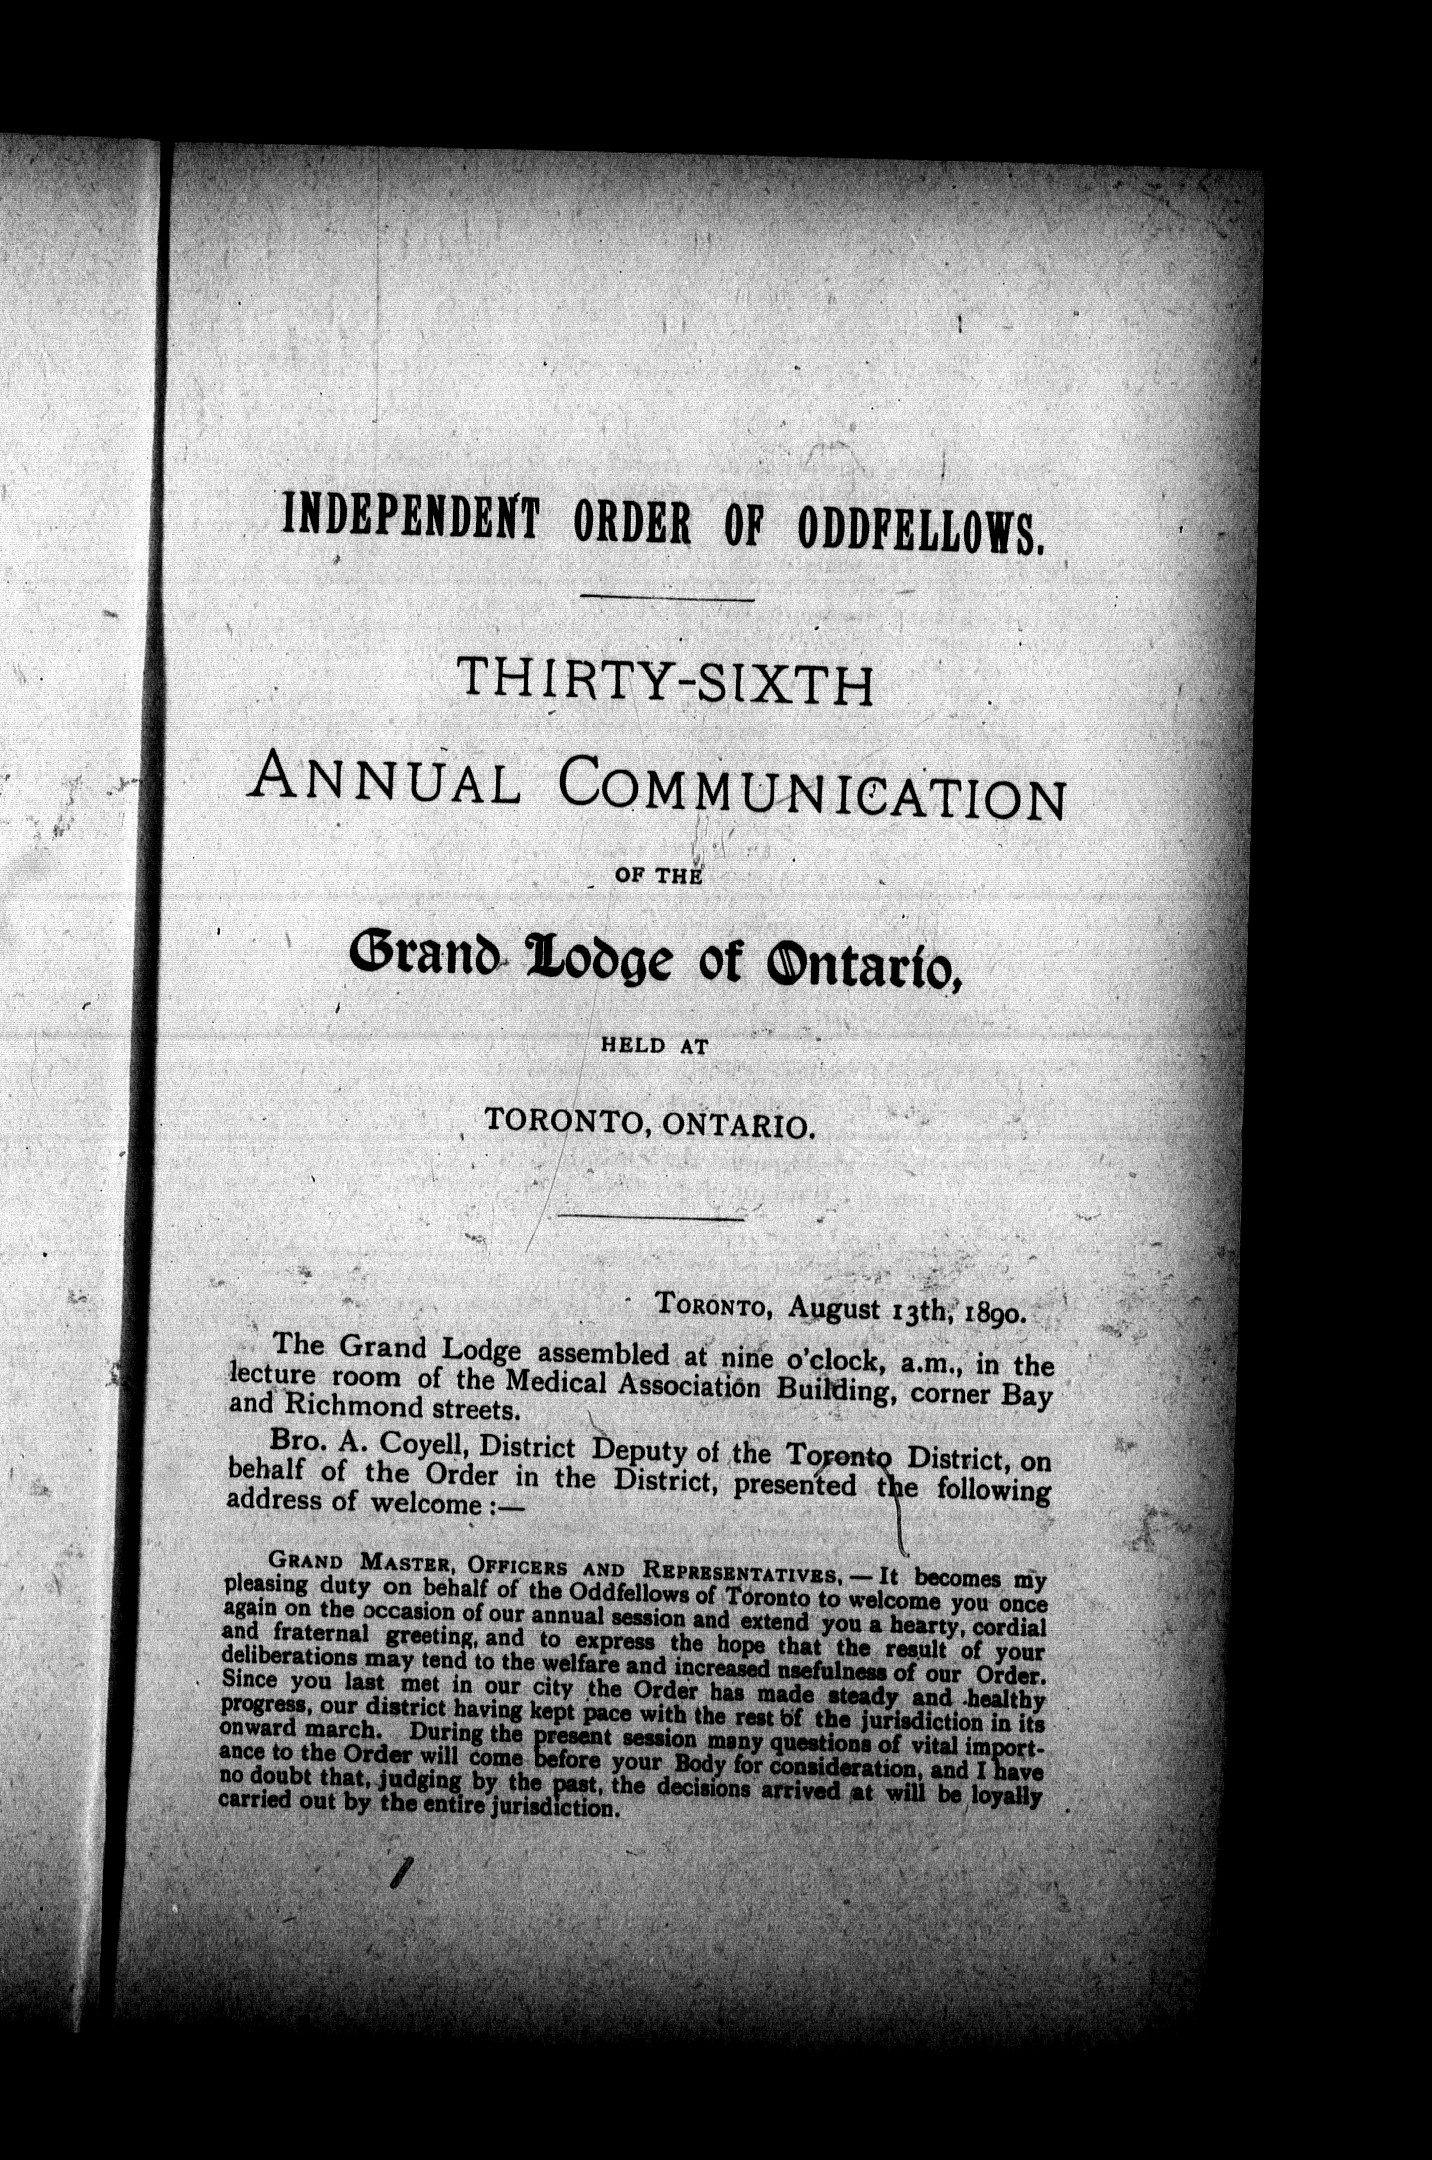 INDEPENDENT ORDER OF ODDFELLOWS.
THIRTY-SIXTH
ANNUAL COMMUNICATION
OF THE
Grand Lodge of Ontario,
HELD AT
TORONTO, ONTARIO.
TORONTO, August 13th, 1890.
The Grand Lodge assembled at nine o'clock, a.m., in the
lecture room of the Medical Association Building, corner Bay
and Richmond streets.
Bro. A. Coyell, District Deputy of the Toronto District, on
behalf of the Order in the District, presented the following
address of welcome :—
GRAND MASTER, OFFICERS AND REPRESENTATIVES, — It becomes my
pleasing duty on behalf of the Oddfellows of Toronto to welcome you once
again on the occasion of our annual session and extend you a hearty, cordial
and fraternal greeting, and to express the hope that the result of your
deliberations may tend to the welfare and increased nsefulness of our Order.
Since you last met in our city the Order has made steady and healthy
progress, our district having kept pace with the rest of the jurisdiction in its
onward march. During the present session many questions of vital import-
ance to the Order will come before your Body for consideration, and I have
no doubt that, judging by the past, the decisions arrived at will be loyally
carried out by the entire jurisdiction.